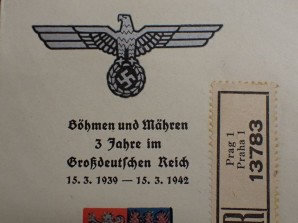 Böhmen und Mähren
3 Jahre im
Großdeutschen Reich
15. 3. 1939 — 15. 3. 1942
Prag 1
Praha 1
13783
R